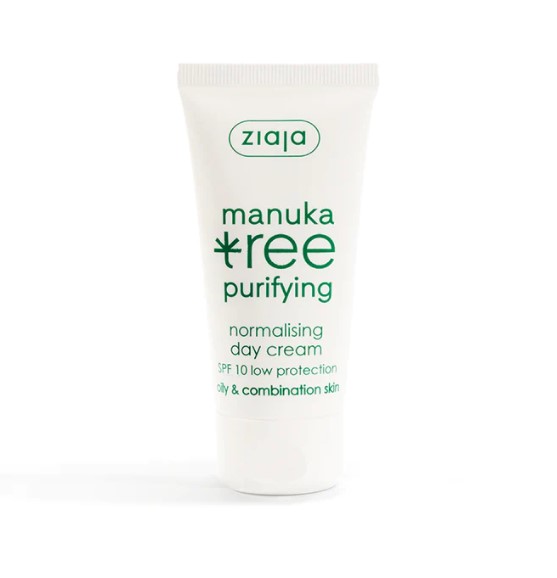 ziaja
manuka
tree
purifying
normalising
day cream
SPF 10 low protection
oily & combination skin